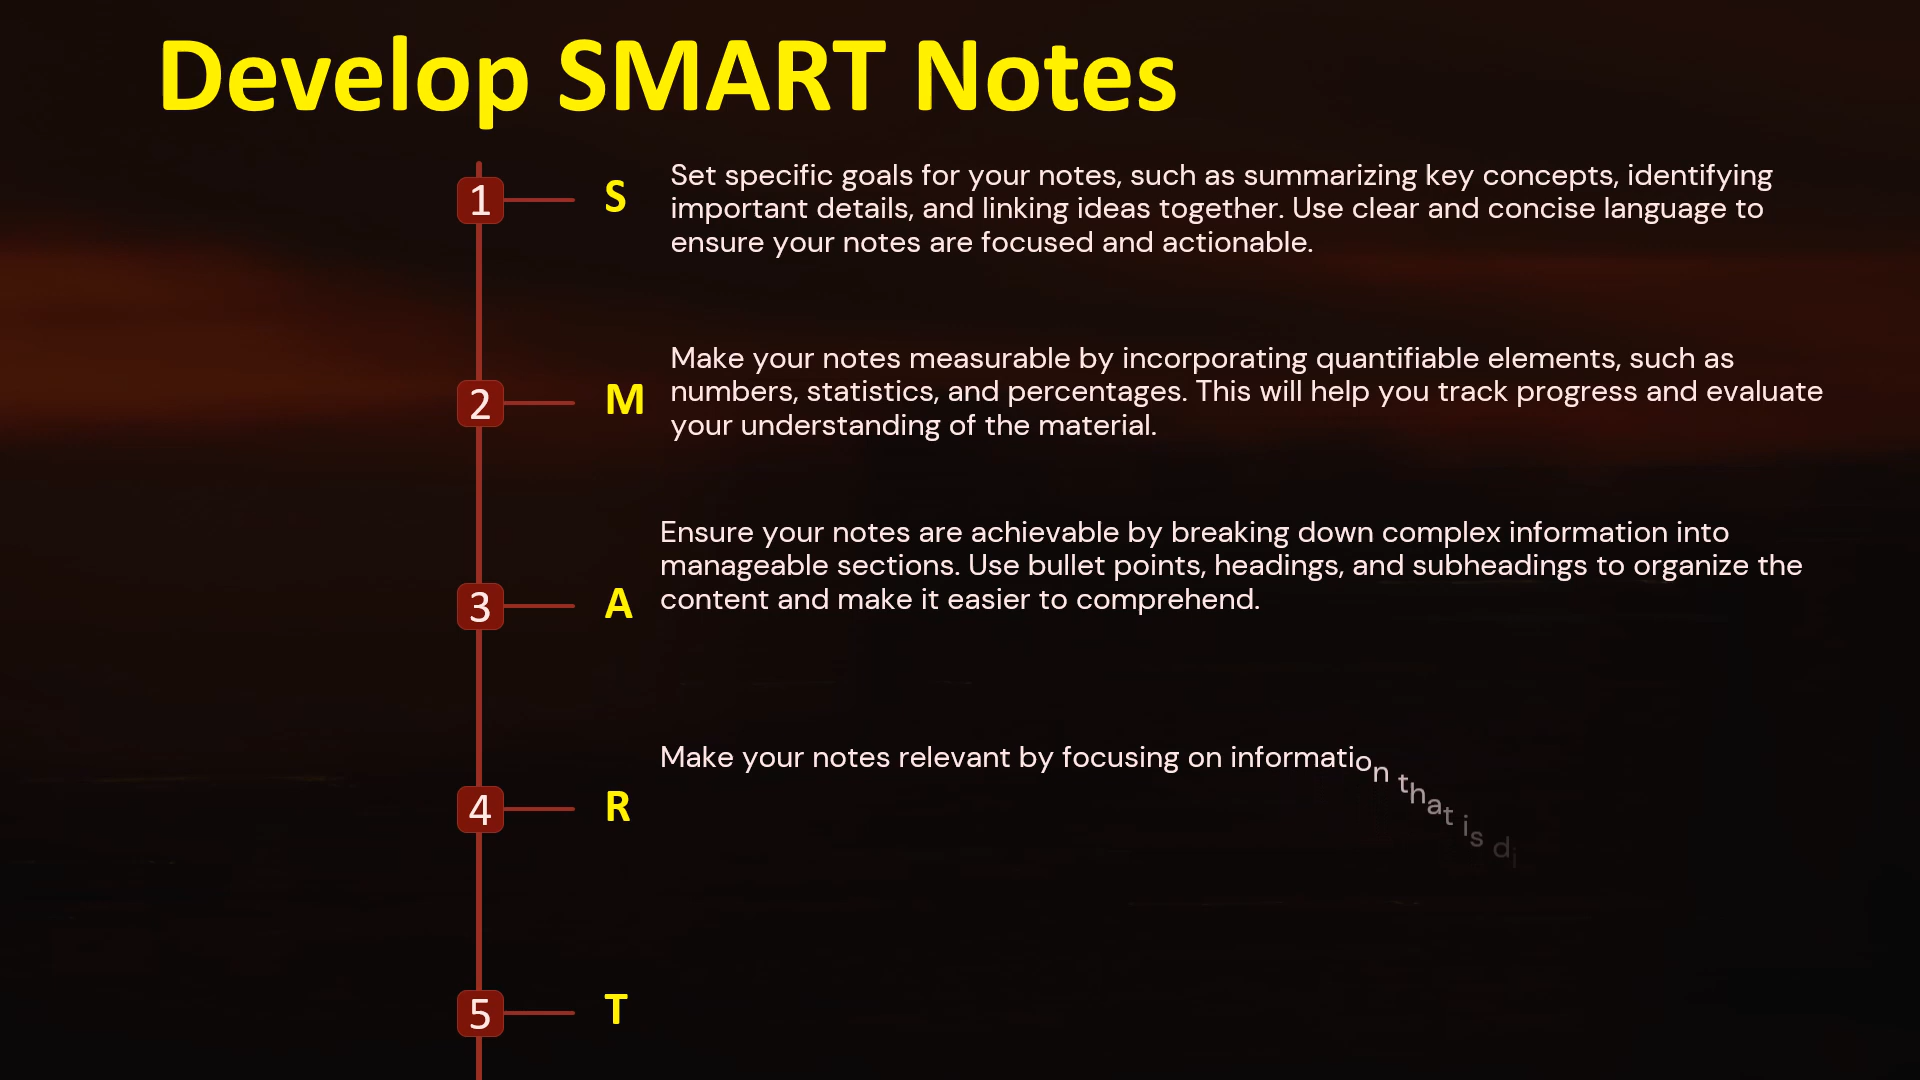 Develop SMART Notes
1 S Set specific goals for your notes, such as summarizing key concepts, identifying
important details, and linking ideas together. Use clear and concise language to
ensure your notes are focused and actionable.
2 M Make your notes measurable by incorporating quantifiable elements, such as
numbers, statistics, and percentages. This will help you track progress and evaluate
your understanding of the material.
3 A Ensure your notes are achievable by breaking down complex information into
manageable sections. Use bullet points, headings, and subheadings to organize the
content and make it easier to comprehend.
4 R Make your notes relevant by focusing on information that is di
5 T